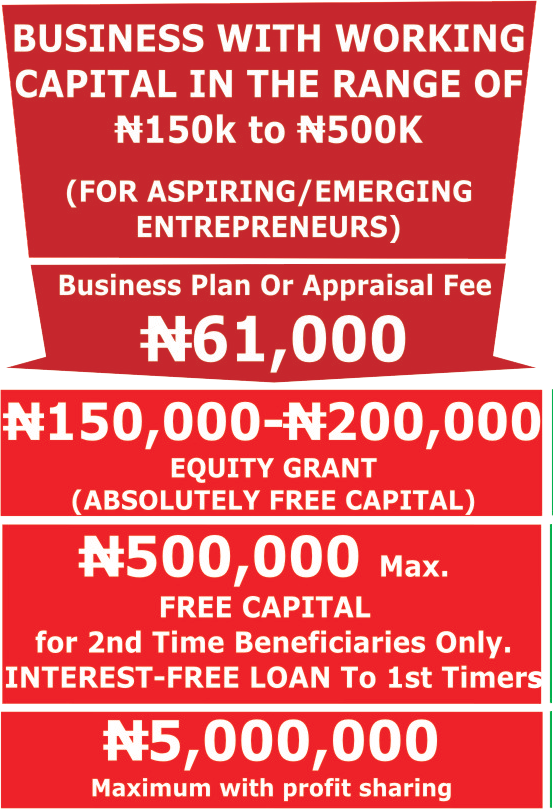 BUSINESS WITH WORKING
CAPITAL IN THE RANGE OF
₦150k to ₦500K
(FOR ASPIRING/EMERGING
ENTREPRENEURS)
Business Plan Or Appraisal Fee
₦61,000
₦150,000-₦200,000
EQUITY GRANT
(ABSOLUTELY FREE CAPITAL)
₦500,000 Max.
FREE CAPITAL
for 2nd Time Beneficiaries Only.
INTEREST-FREE LOAN To 1st Timers
₦5,000,000
Maximum with profit sharing